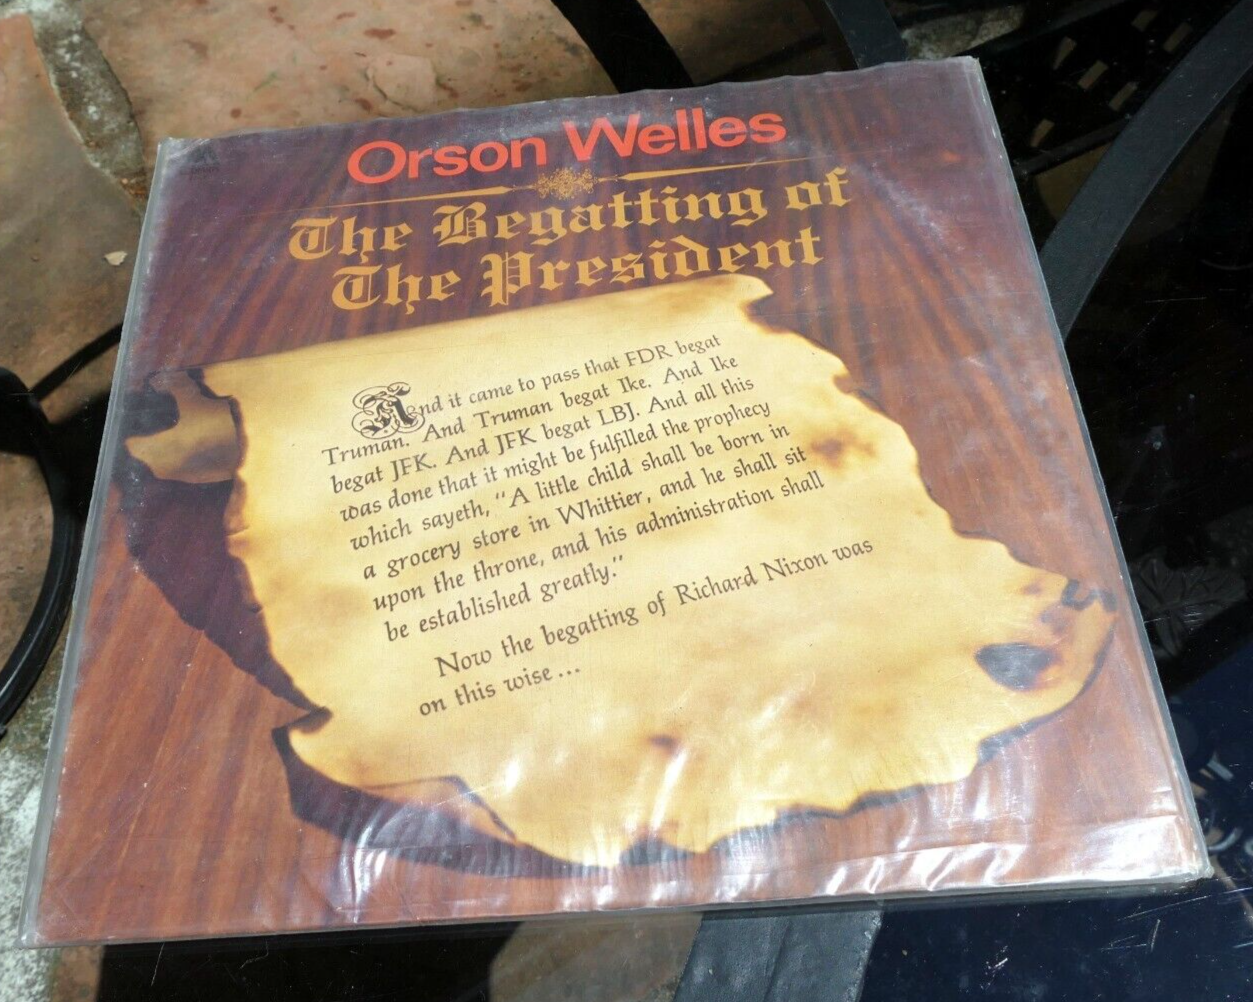 Orson Welles
The Begatting of
The President
And it came to pass that FDR begat
Truman. And Truman begat Ike. And Ike
begat JFK. And JFK begat LBJ. And all this
was done that it might be fulfilled the prophecy
which sayeth, “A little child shall be born in
a grocery store in Whittier, and he shall sit
upon the throne, and his administration shall
be established greatly.”
Now the begatting of Richard Nixon was
on this wise...